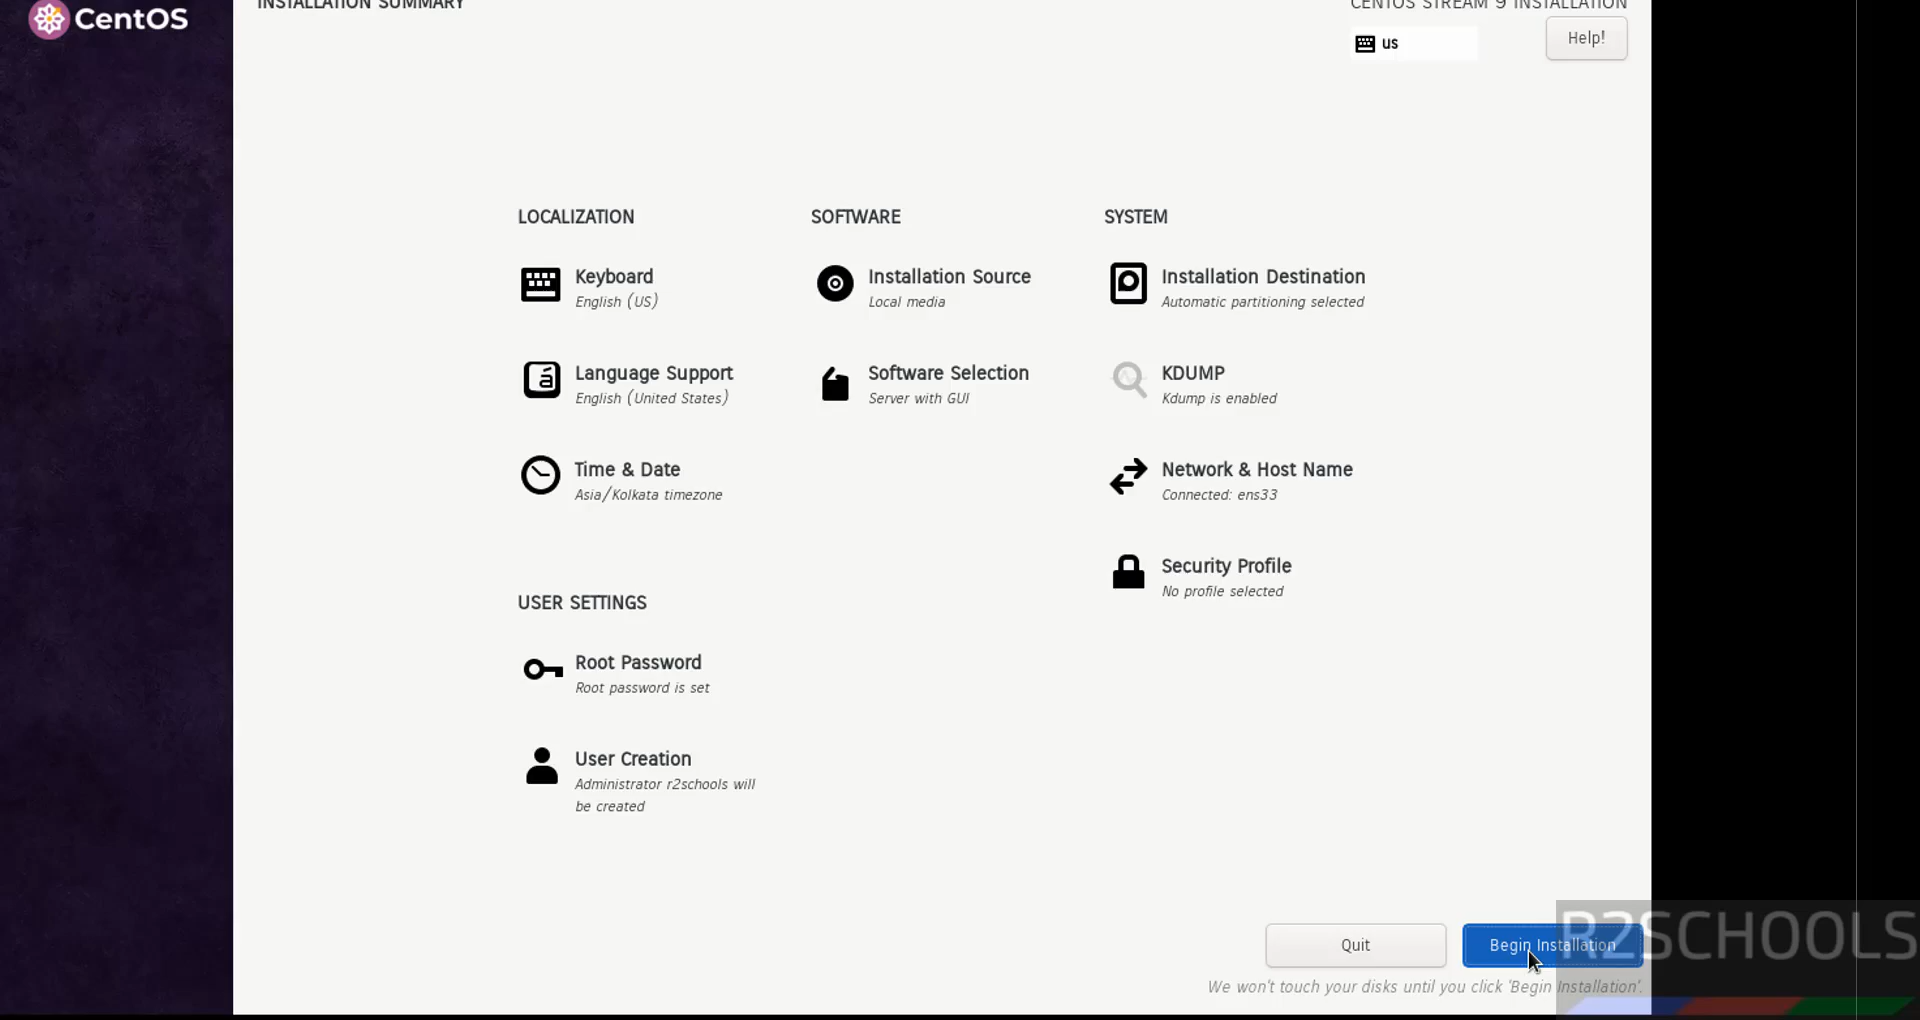 CentOS
INSTALLATION SUMMARY
CENTOS STREAM 9 INSTALLATION
us
Help!
LOCALIZATION
Keyboard
English (US)
Language Support
English (United States)
Time & Date
Asia/Kolkata timezone
SOFTWARE
Installation Source
Local media
Software Selection
Server with GUI
SYSTEM
Installation Destination
Automatic partitioning selected
KDUMP
Kdump is enabled
Network & Host Name
Connected: ens33
Security Profile
No profile selected
USER SETTINGS
Root Password
Root password is set
User Creation
Administrator r2schools will
be created
Quit
Begin Installation
We won't touch your disks until you click 'Begin Installation'.
R2SCHOOLS